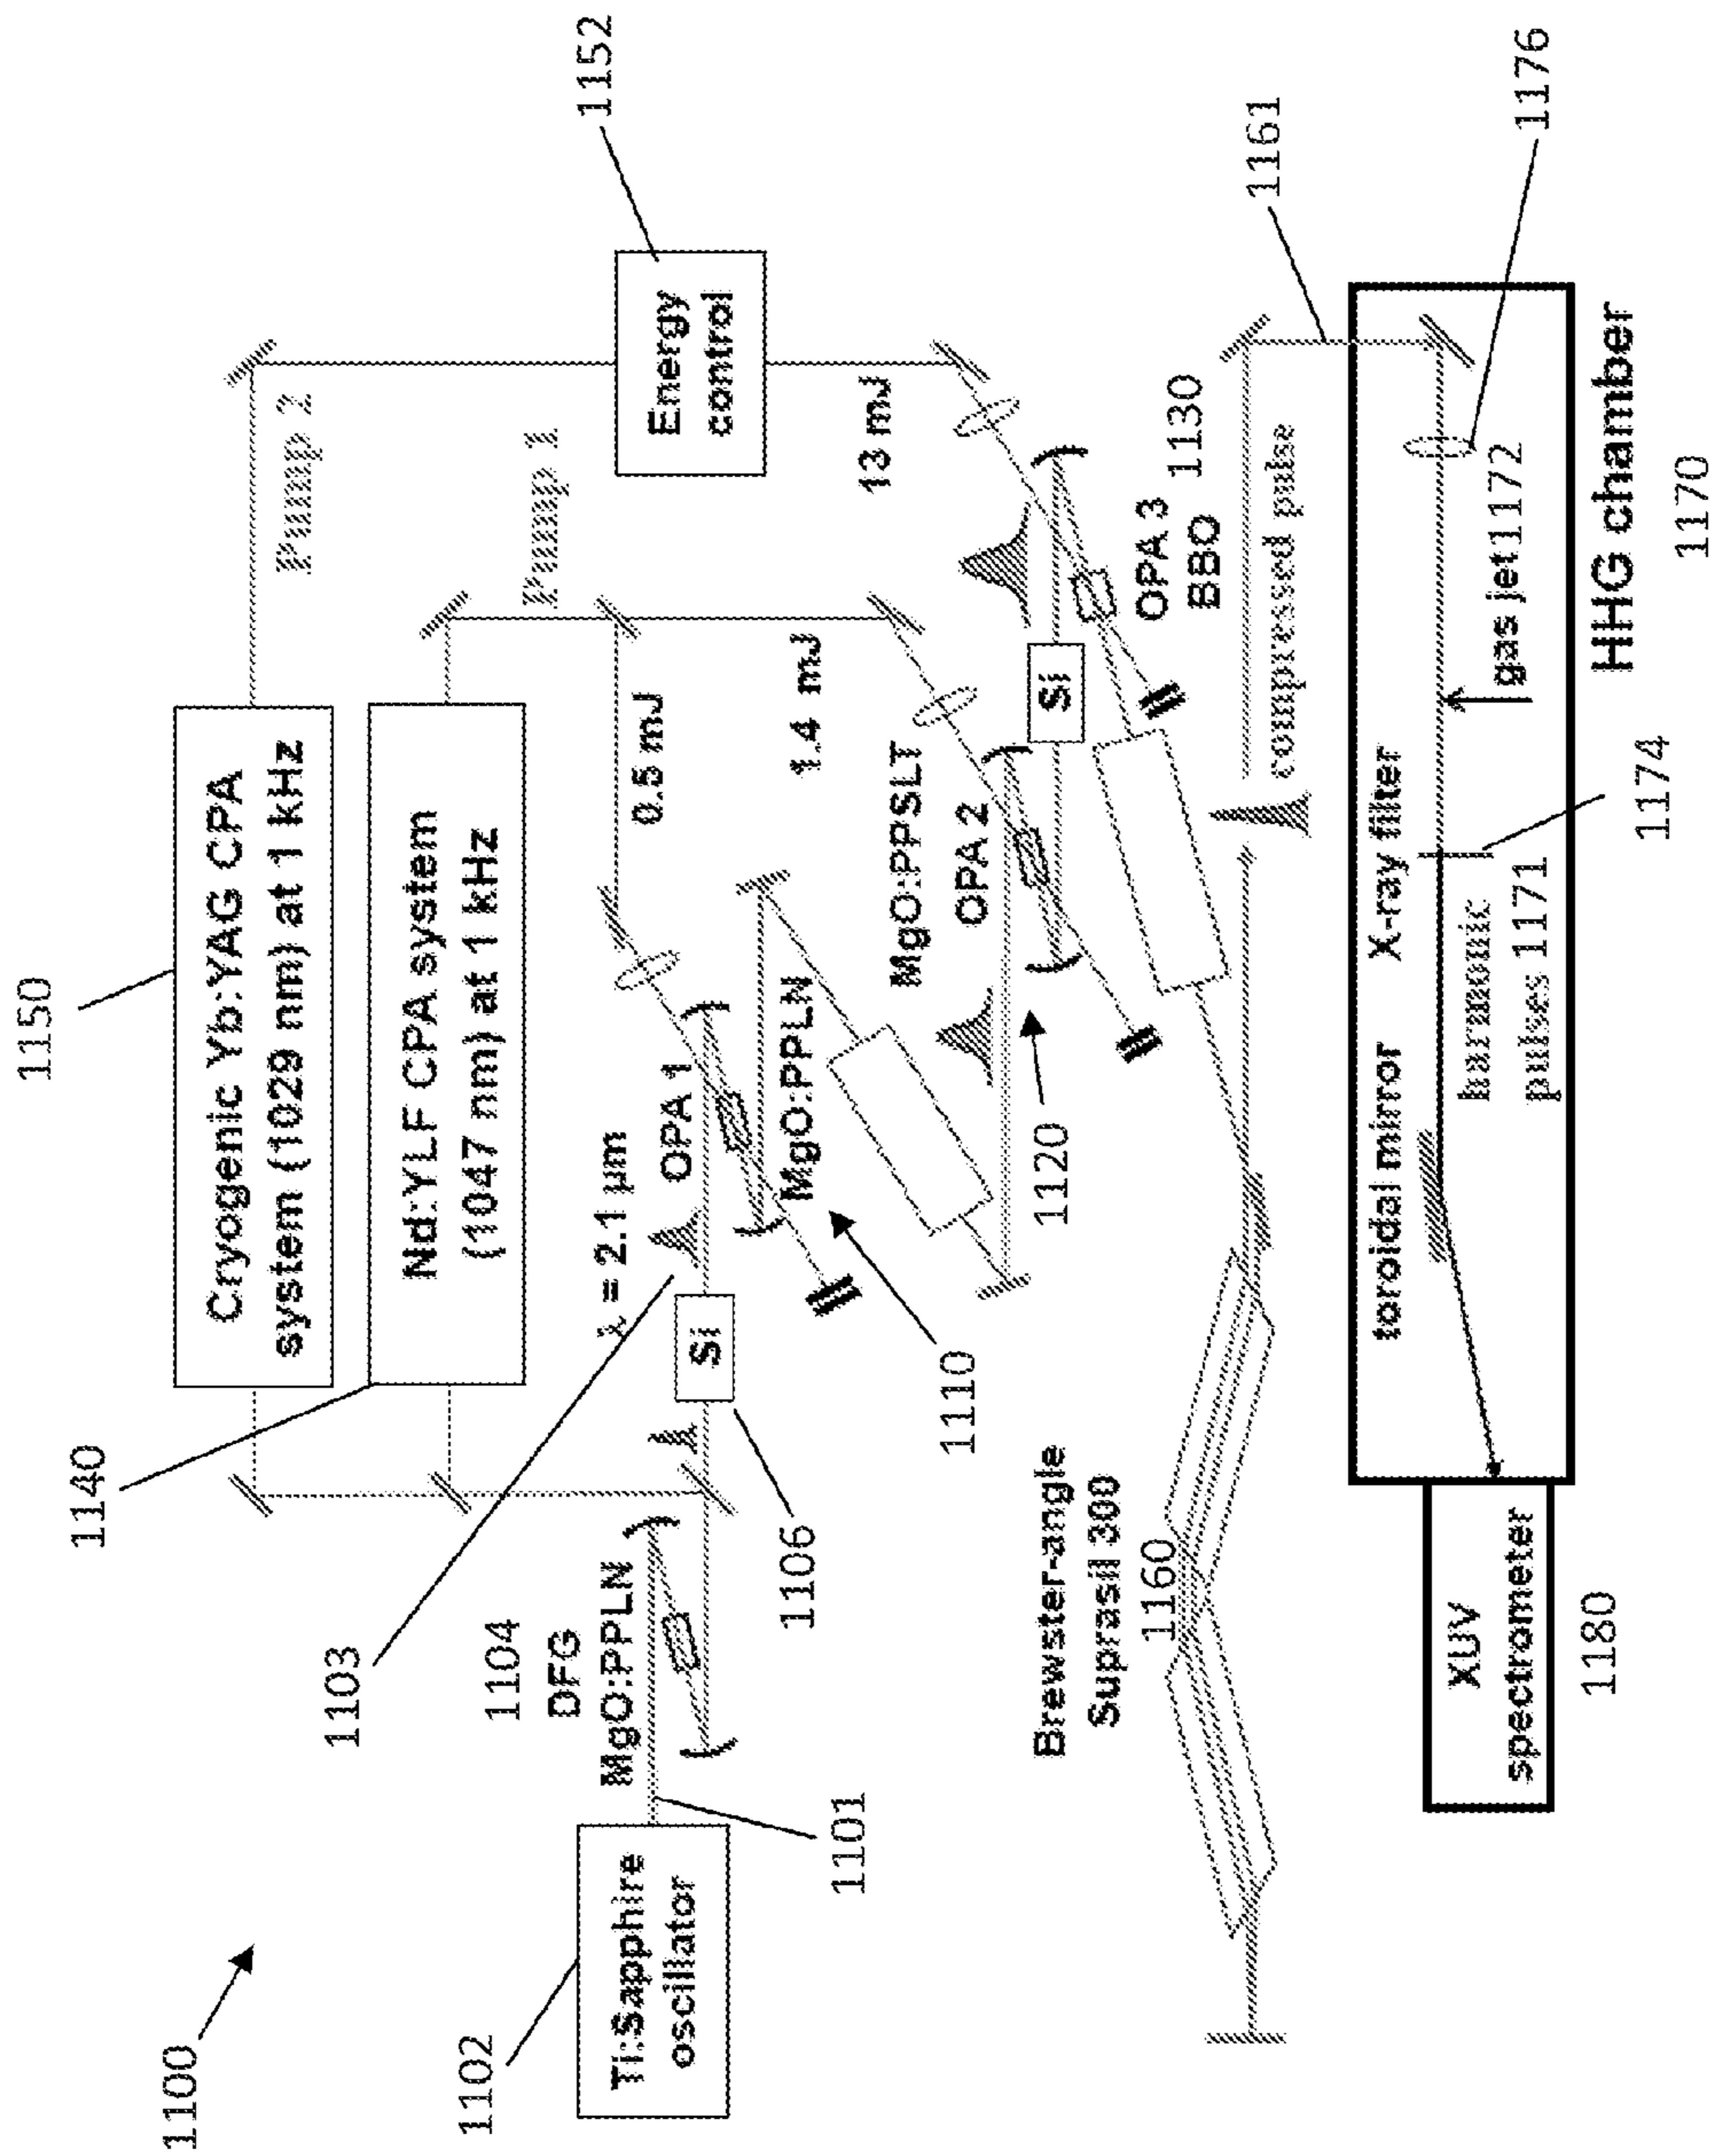 1100
1150
Cryogenic Yb:YAG CPA
system (1029 nm) at 1 kHz
Pump 2
1140
Nd:YLF CPA system
(1047 nm) at 1 kHz
Pump 1
1152
Energy
control
1102
Ti:Sapphire
oscillator
1101
1103
1104
DFG
MgO:PPLN
1106
Si
λ = 2.1 µm
OPA 1
MgO:PPLN
1110
0.5 mJ
1.4 mJ
13 mJ
MgO:PPSLT
OPA 2
1120
Si
OPA 3
BBO
1130
compressed pulse
1161
Brewster-angle
Suprasil 300
1160
toroidal mirror
X-ray filter
harmonic
pulses 1171
1174
gas jet1172
1176
HHG chamber
1170
XUV
spectrometer
1180